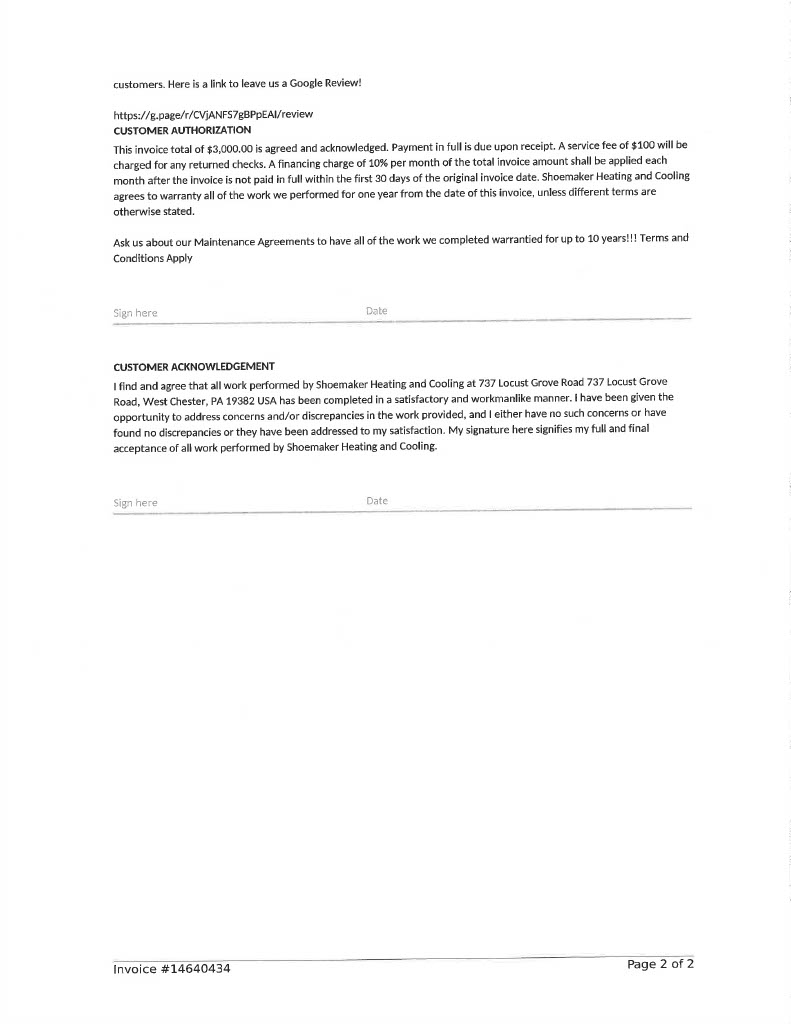 customers. Here is a link to leave us a Google Review!
https://g.page/r/CVjANFS7gBPpEAI/review
CUSTOMER AUTHORIZATION
This invoice total of $3,000.00 is agreed and acknowledged. Payment in full is due upon receipt. A service fee of $100 will be
charged for any returned checks. A financing charge of 10% per month of the total invoice amount shall be applied each
month after the invoice is not paid in full within the first 30 days of the original invoice date. Shoemaker Heating and Cooling
agrees to warranty all of the work we performed for one year from the date of this invoice, unless different terms are
otherwise stated.
Ask us about our Maintenance Agreements to have all of the work we completed warrantied for up to 10 years!!! Terms and
Conditions Apply
Sign here Date
CUSTOMER ACKNOWLEDGEMENT
I find and agree that all work performed by Shoemaker Heating and Cooling at 737 Locust Grove Road 737 Locust Grove
Road, West Chester, PA 19382 USA has been completed in a satisfactory and workmanlike manner. I have been given the
opportunity to address concerns and/or discrepancies in the work provided, and I either have no such concerns or have
found no discrepancies or they have been addressed to my satisfaction. My signature here signifies my full and final
acceptance of all work performed by Shoemaker Heating and Cooling.
Sign here Date
Invoice #14640434 Page 2 of 2